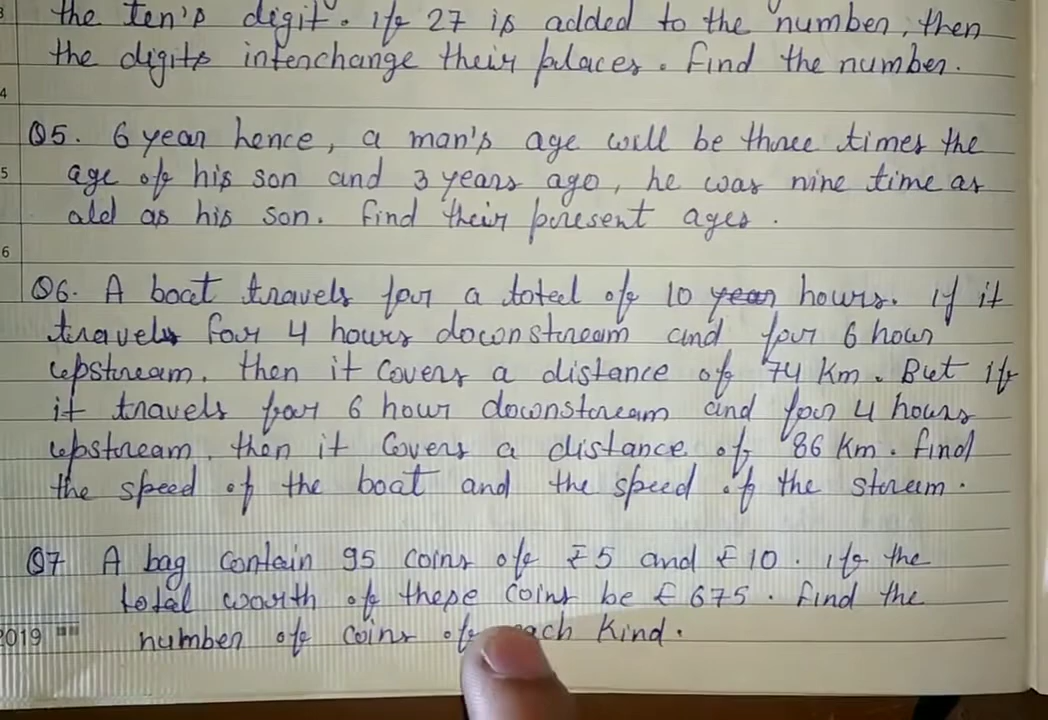 the ten's digit. If 27 is added to the number, then
the digits interchange their places. Find the number.
4
Q5. 6 year hence, a man's age will be three times the
5 age of his son and 3 years ago, he was nine time as
old as his son. Find their present ages.
6
Q6. A boat travels for a total of 10 year hours. If it
travels for 4 hours downstream and for 6 hour
upstream, then it covers a distance of 74 Km. But if
it travels for 6 hour downstream and for 4 hours
upstream, then it covers a distance of 86 Km. Find
the speed of the boat and the speed of the stream.
Q7 A bag contain 95 coins of ₹5 and ₹10. If the
total worth of these coins be ₹675. Find the
2019 number of coins of each kind.